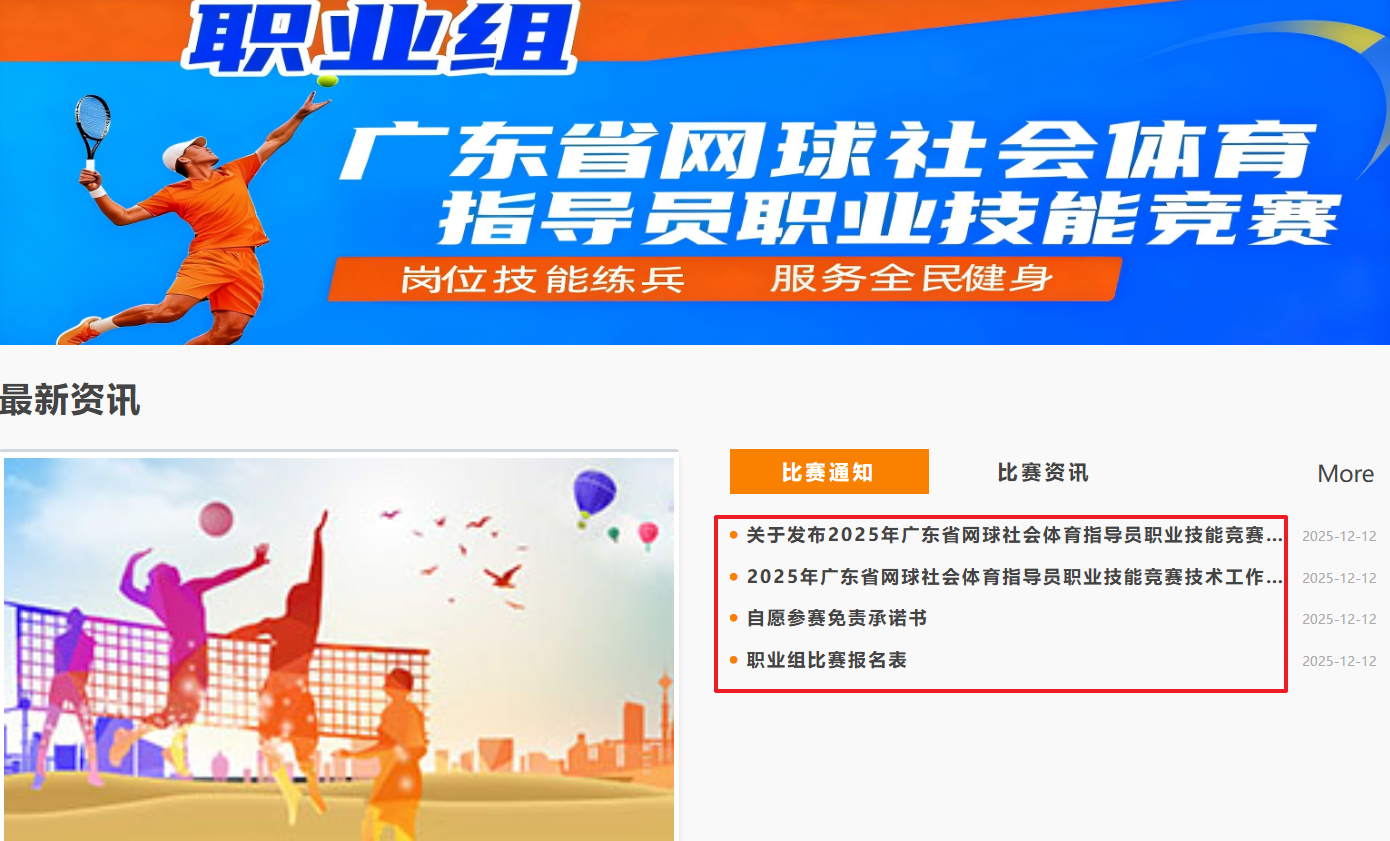 职业组
广东省网球社会体育
指导员职业技能竞赛
岗位技能练兵 服务全民健身
最新资讯
比赛通知 比赛资讯 More
关于发布2025年广东省网球社会体育指导员职业技能竞赛... 2025-12-12
2025年广东省网球社会体育指导员职业技能竞赛技术工作... 2025-12-12
自愿参赛免责承诺书 2025-12-12
职业组比赛报名表 2025-12-12